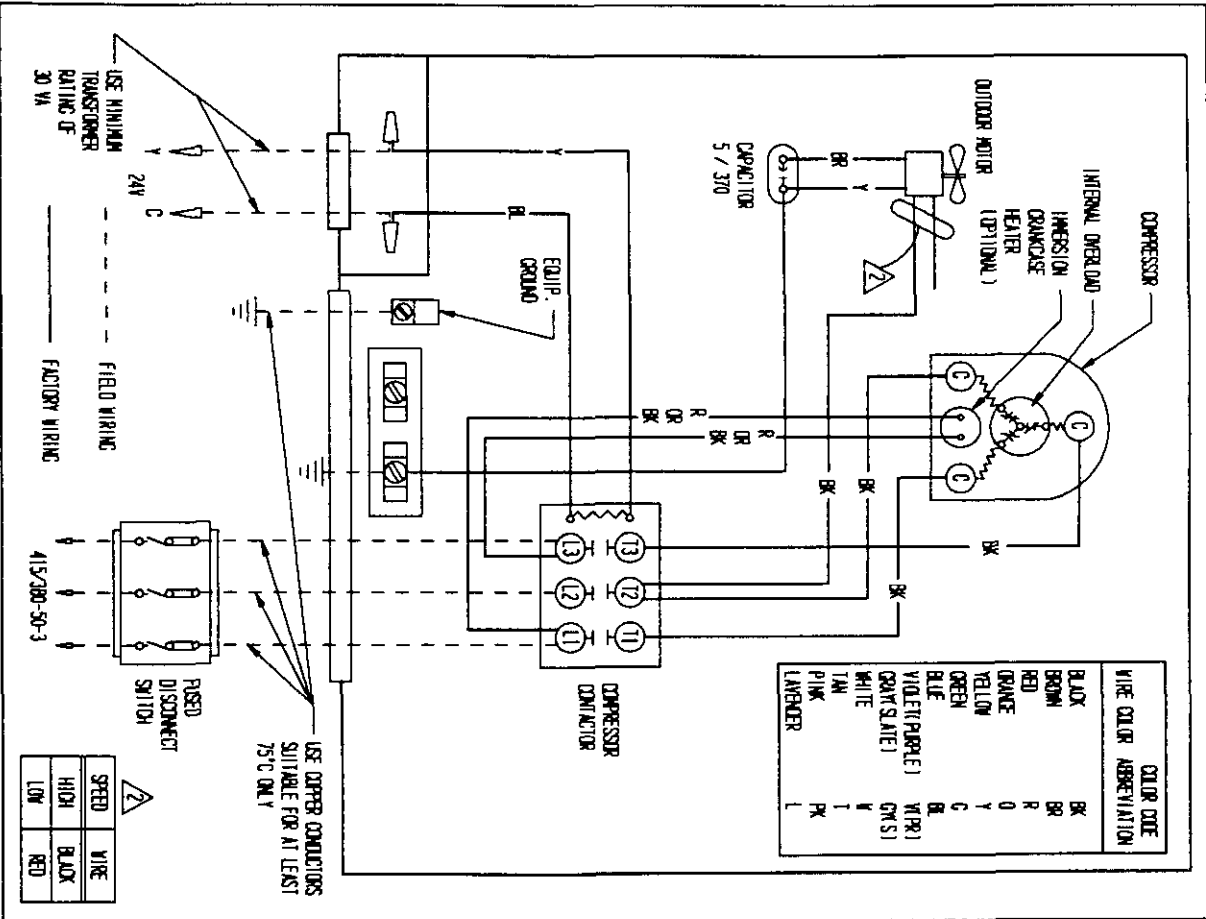 COLOR CODE
WIRE COLOR ABBREVIATION
BLACK BK
BROWN BR
RED R
ORANGE O
YELLOW Y
GREEN G
BLUE BL
VIOLET(PURPLE) V(PR)
GRAY(SLATE) GY(S)
WHITE W
TAN T
PINK PK
LAVENDER L
COMPRESSOR
INTERNAL OVERLOAD
IMMERSION
CRANKCASE
HEATER
(OPTIONAL)
OUTDOOR MOTOR
2
CAPACITOR
5 / 370
BR
Y
C
C
C
BK
BK
BK
BK
R
OR
BK
R
OR
BK
T3
T2
T1
L3
L2
L1
COMPRESSOR
CONTACTOR
Y
BL
EQUIP.
GROUND
USE MINIMUM
TRANSFORMER
RATING OF
30 VA
Y
24V
C
FIELD WIRING
FACTORY WIRING
415/380-50-3
FUSED
DISCONNECT
SWITCH
USE COPPER CONDUCTORS
SUITABLE FOR AT LEAST
75°C ONLY
2
SPEED WIRE
HIGH BLACK
LOW RED